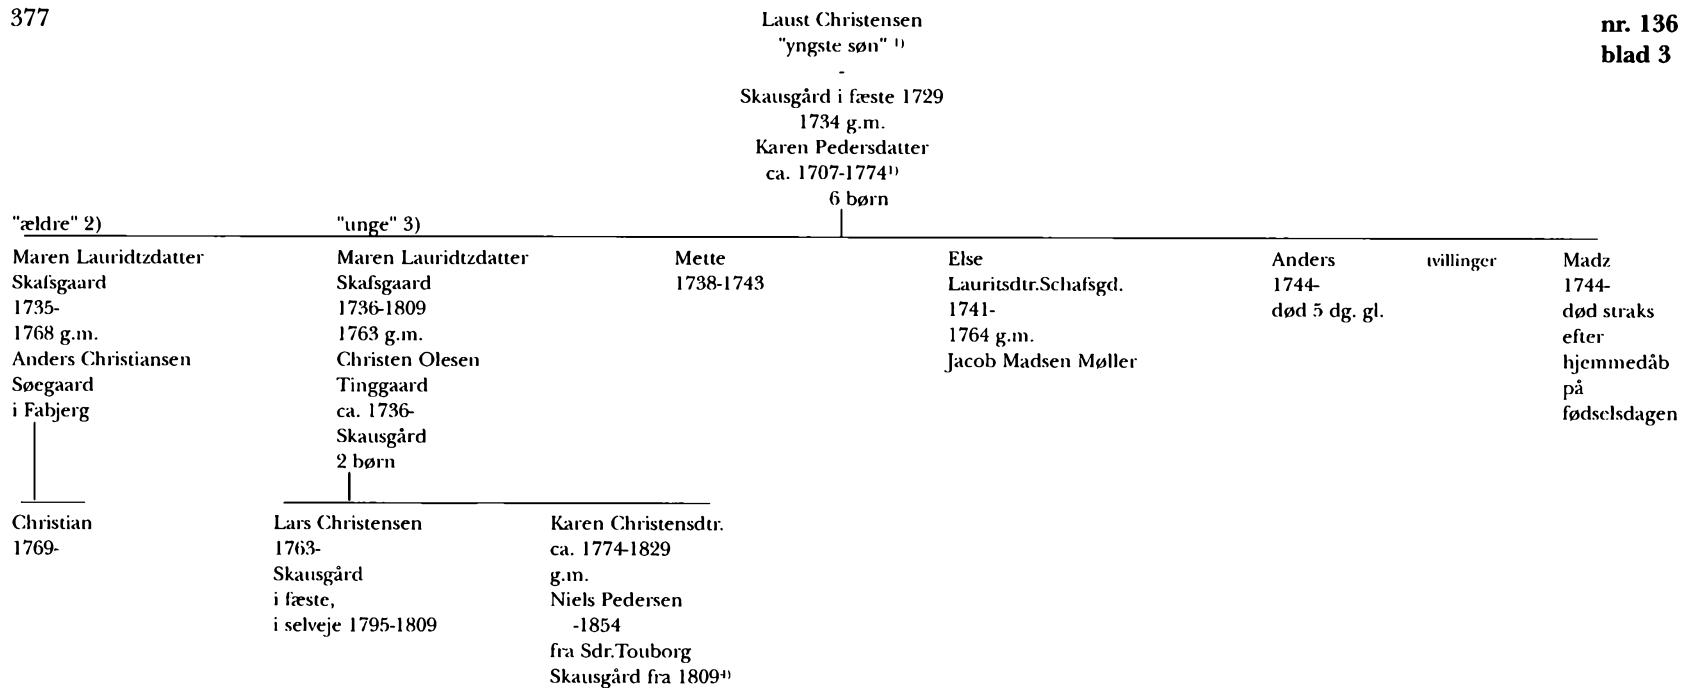 377
nr. 136
blad 3
Laust Christensen
"yngste søn" 1)
-
Skausgård i fæste 1729
1734 g.m.
Karen Pedersdatter
ca. 1707-1774 1)
6 børn
"ældre" 2)
Maren Lauridtzdatter
Skafsgaard
1735-
1768 g.m.
Anders Christiansen
Søegaard
i Fabjerg
"unge" 3)
Maren Lauridtzdatter
Skafsgaard
1736-1809
1763 g.m.
Christen Olesen
Tinggaard
ca. 1736-
Skausgård
2 børn
Mette
1738-1743
Else
Lauritsdtr.Schafsgd.
1741-
1764 g.m.
Jacob Madsen Møller
Anders
1744-
død 5 dg. gl.
tvillinger
Madz
1744-
død straks
efter
hjemmedåb
på
fødselsdagen
Christian
1769-
Lars Christensen
1763-
Skausgård
i fæste,
i selveje 1795-1809
Karen Christensdtr.
ca. 1774-1829
g.m.
Niels Pedersen
-1854
fra Sdr.Touborg
Skausgård fra 1809 4)